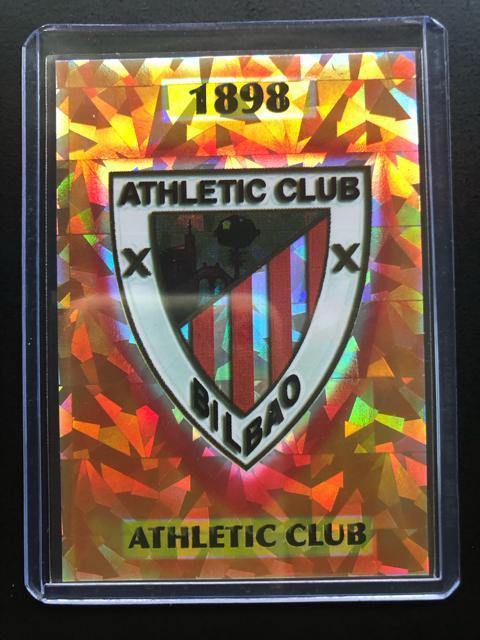 1898
ATHLETIC CLUB
X X
BILBAO
ATHLETIC CLUB